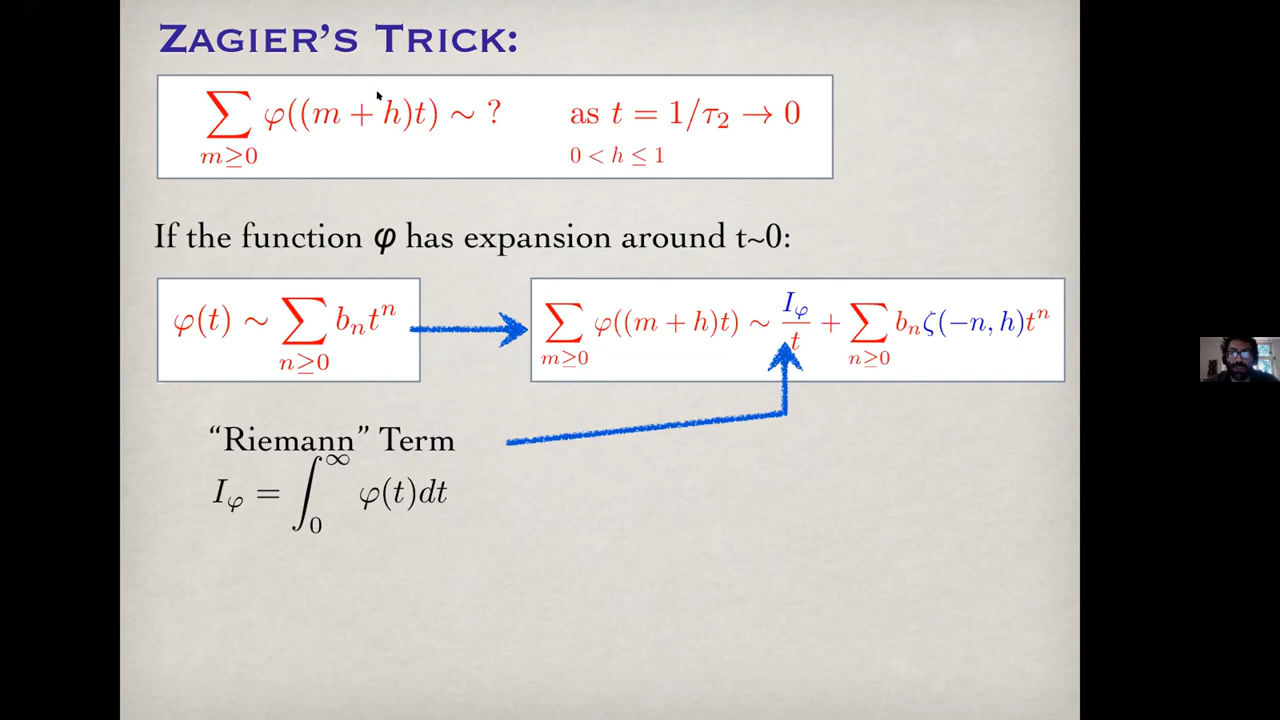 ZAGIER'S TRICK:
∑_{m≥0} φ((m + h)t) ∼ ? as t = 1/τ₂ → 0
0 < h ≤ 1
If the function φ has expansion around t~0:
φ(t) ∼ ∑_{n≥0} bₙtⁿ
∑_{m≥0} φ((m + h)t) ∼ I_φ/t + ∑_{n≥0} bₙζ(−n, h)tⁿ
“Riemann” Term
I_φ = ∫₀^∞ φ(t)dt